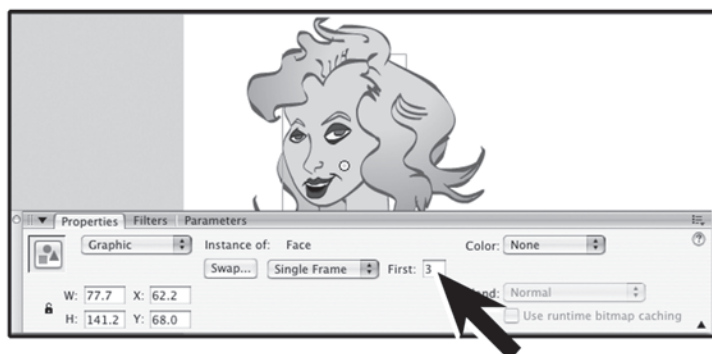 Properties Filters Parameters
Graphic Instance of: Face Color: None
Swap... Single Frame First: 3
W: 77.7 X: 62.2 Normal
H: 141.2 Y: 68.0 Use runtime bitmap caching